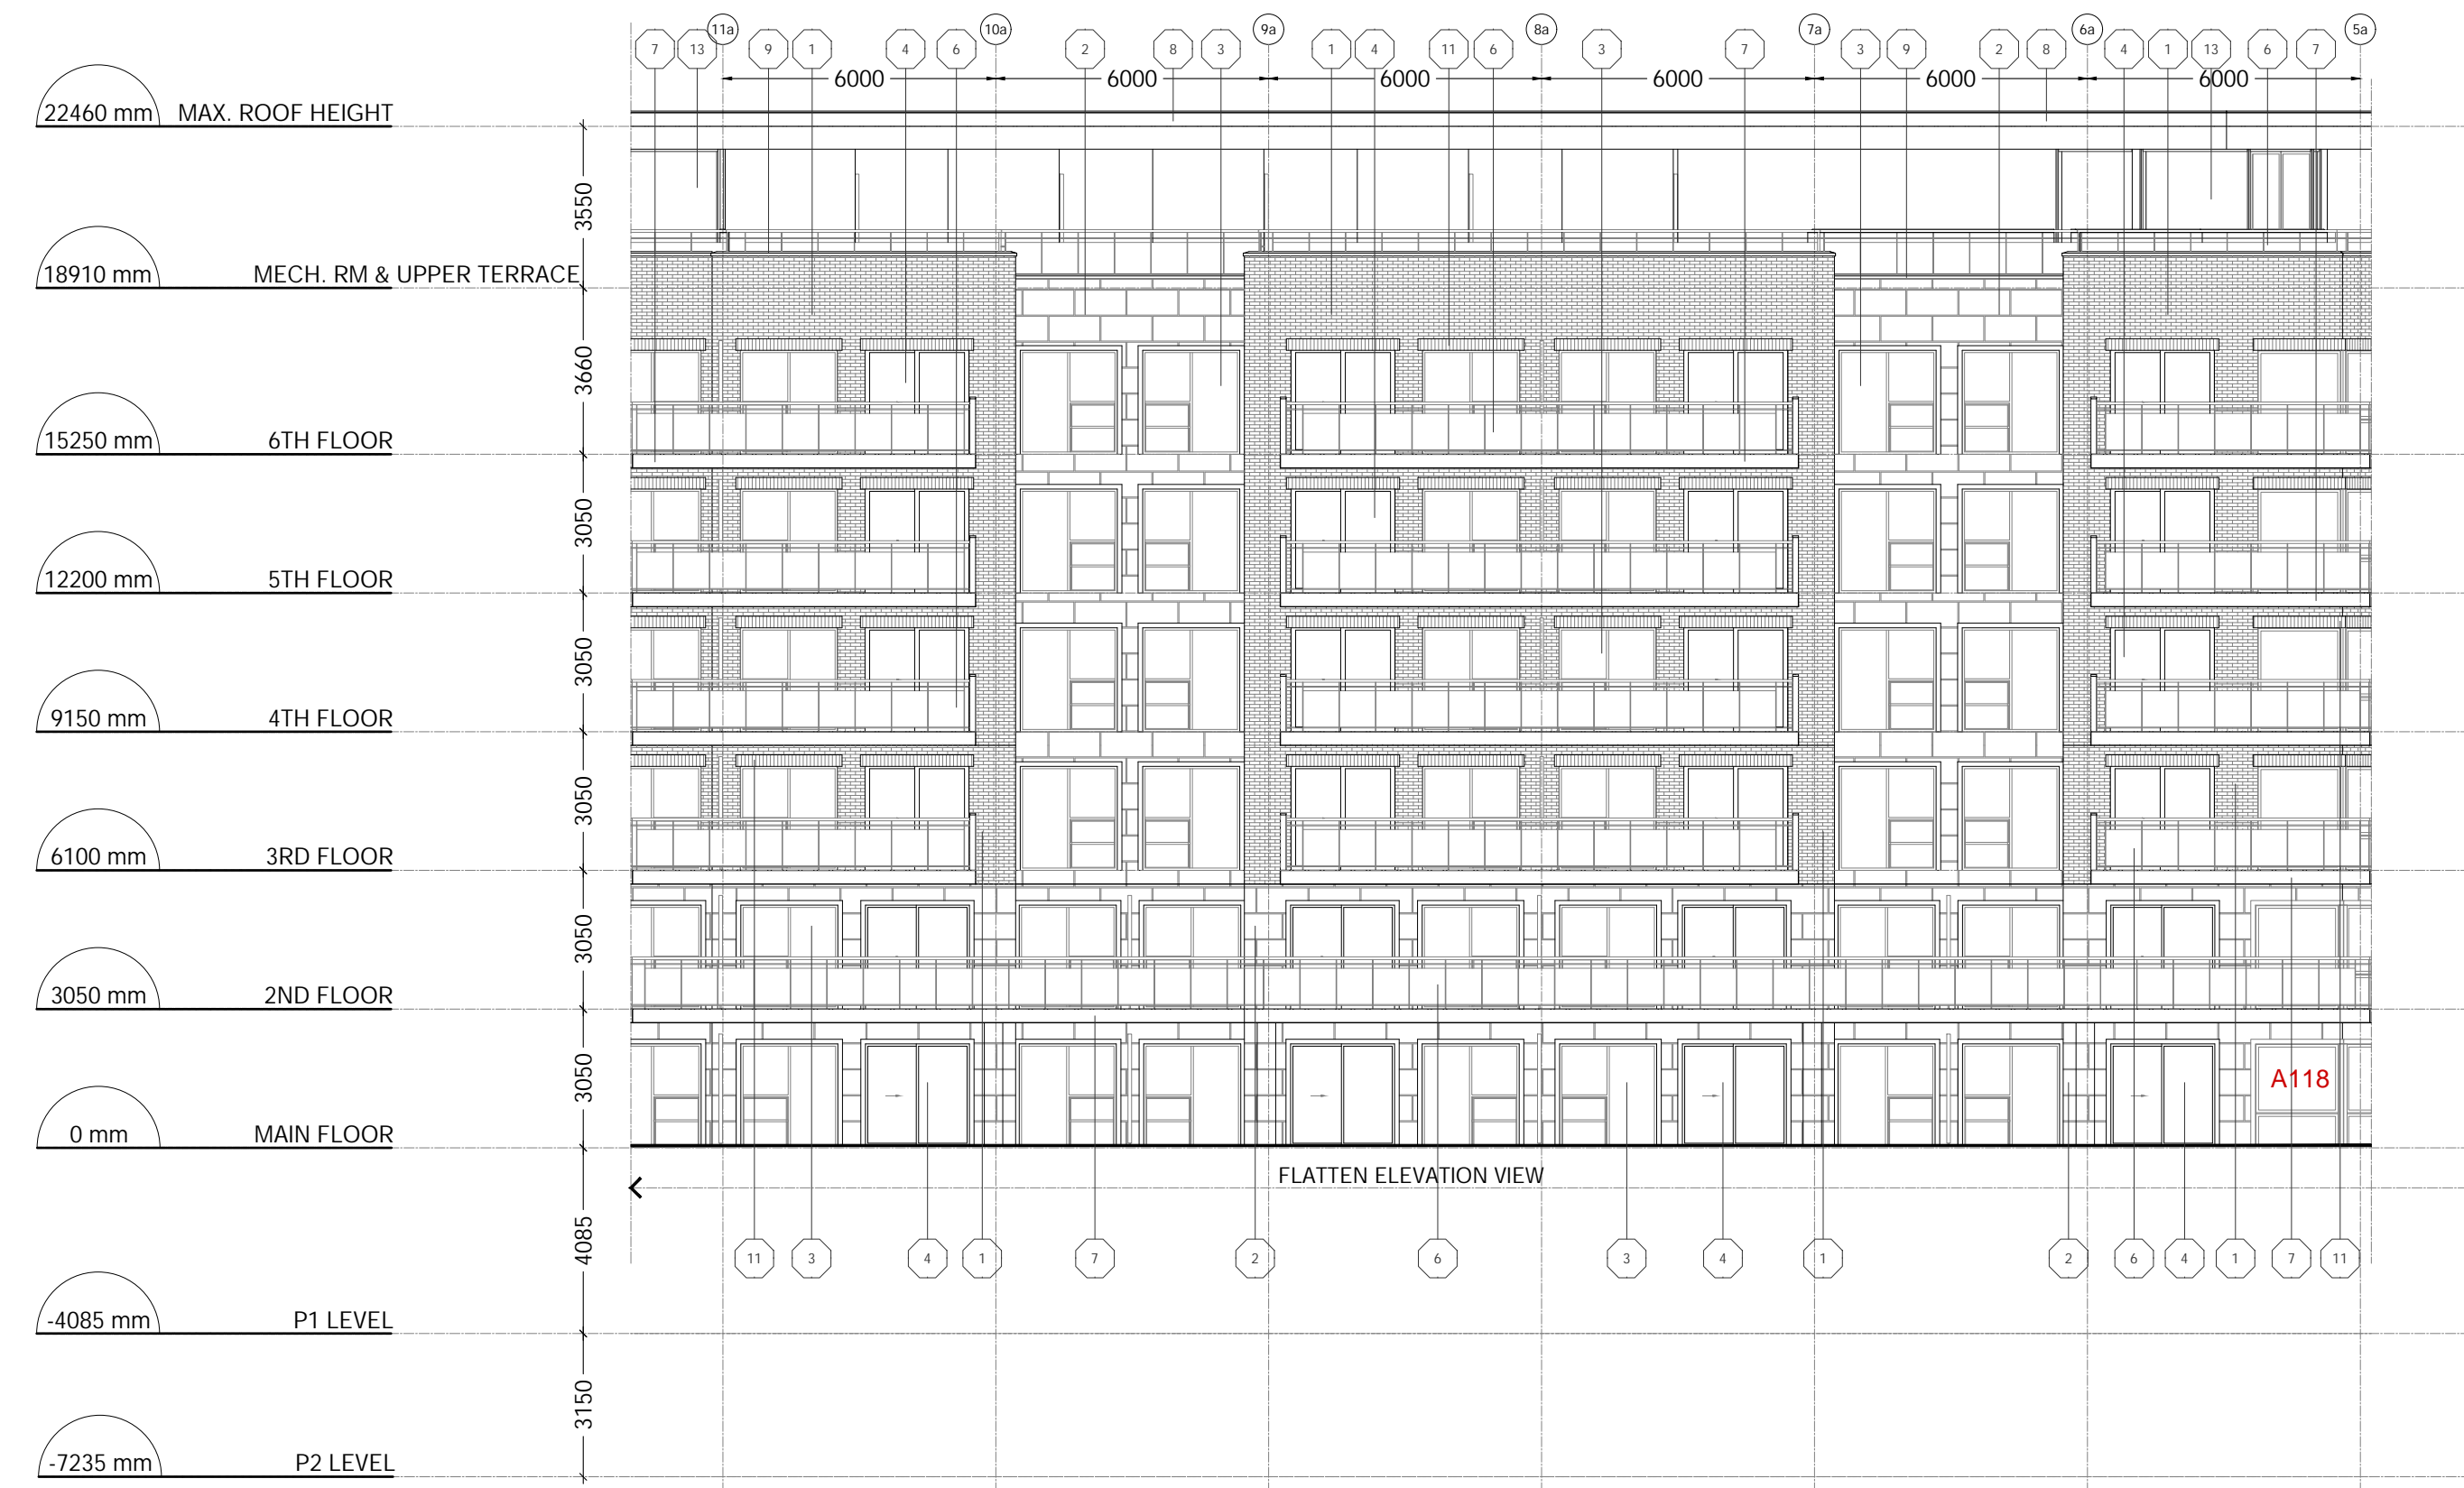 11a 10a 9a 8a 7a 6a 5a
7 13 9 1 4 6 2 8 3 1 4 11 6 3 7 3 9 2 8 4 1 13 6 7
6000 6000 6000 6000 6000 6000
22460 mm MAX. ROOF HEIGHT
3550
18910 mm MECH. RM & UPPER TERRACE
3660
15250 mm 6TH FLOOR
3050
12200 mm 5TH FLOOR
3050
9150 mm 4TH FLOOR
3050
6100 mm 3RD FLOOR
3050
3050 mm 2ND FLOOR
3050
A118
0 mm MAIN FLOOR
FLATTEN ELEVATION VIEW
4085
11 3 4 1 7 2 6 3 4 1 2 6 4 1 7 11
-4085 mm P1 LEVEL
3150
-7235 mm P2 LEVEL